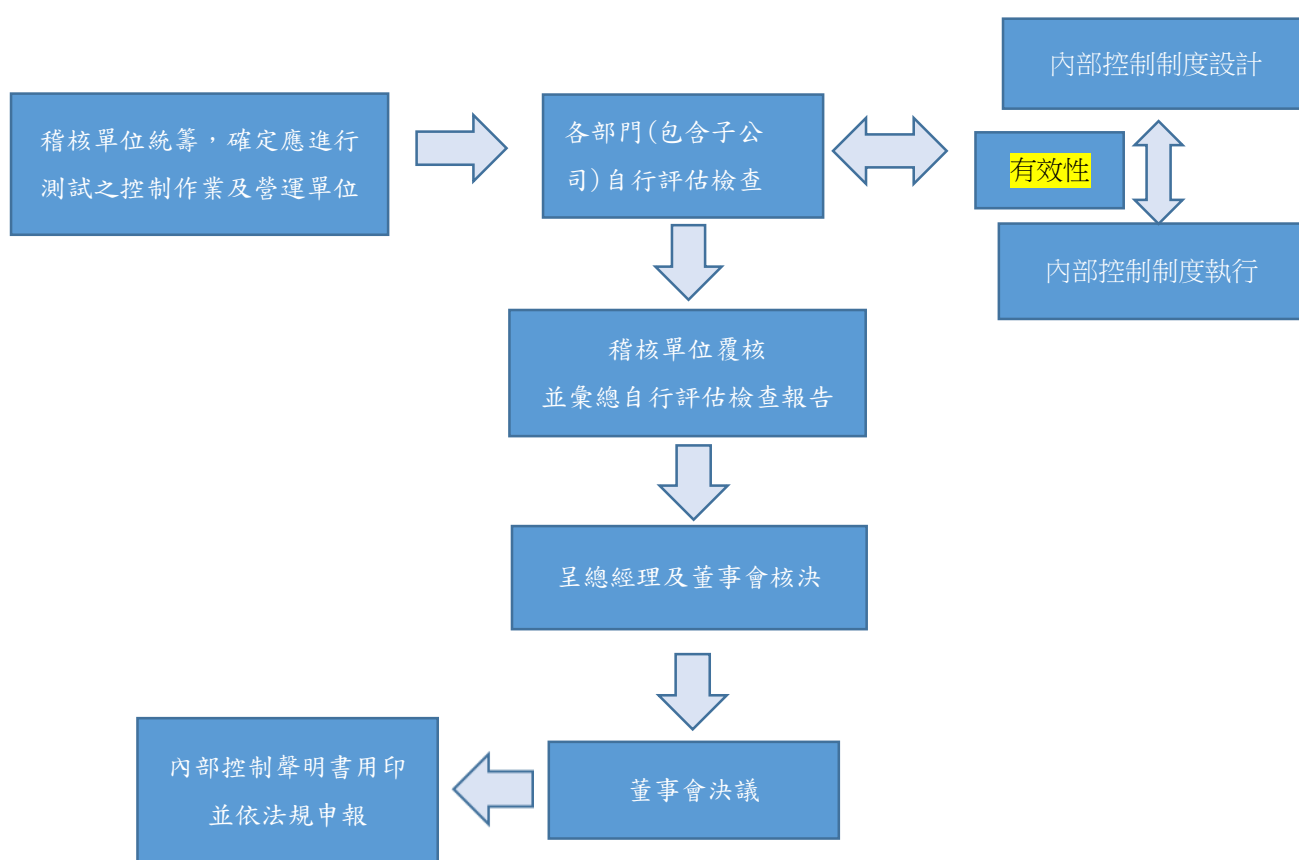 稽核單位統籌，確定應進行
測試之控制作業及營運單位
各部門(包含子公
司)自行評估檢查
內部控制制度設計
有效性
內部控制制度執行
稽核單位覆核
並彙總自行評估檢查報告
呈總經理及董事會核決
董事會決議
內部控制聲明書用印
並依法規申報